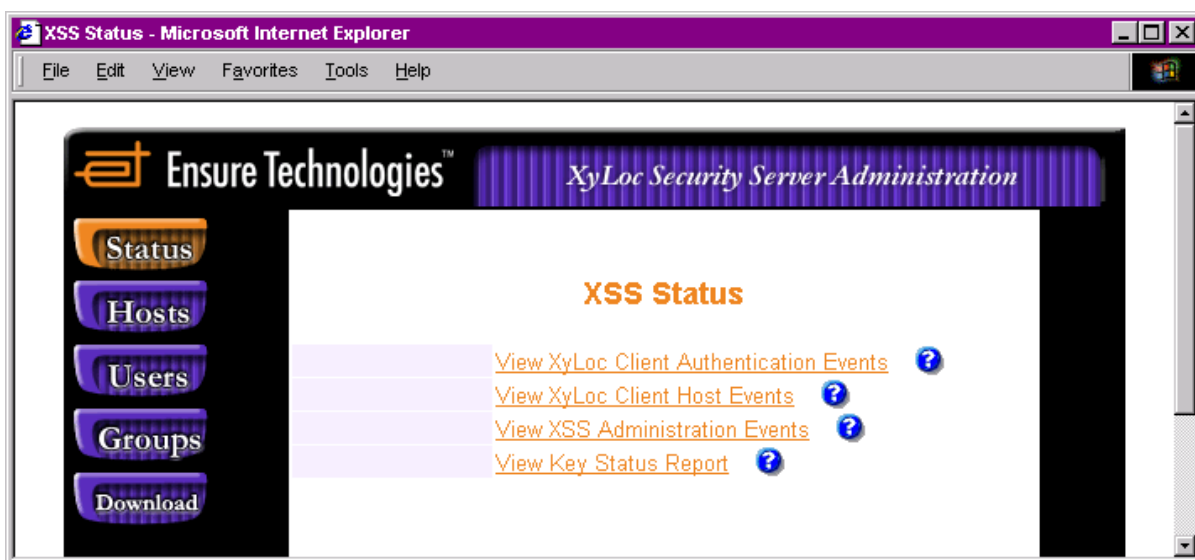 XSS Status - Microsoft Internet Explorer
File Edit View Favorites Tools Help
Ensure Technologies™
XyLoc Security Server Administration
Status
Hosts
Users
Groups
Download
XSS Status
View XyLoc Client Authentication Events ?
View XyLoc Client Host Events ?
View XSS Administration Events ?
View Key Status Report ?